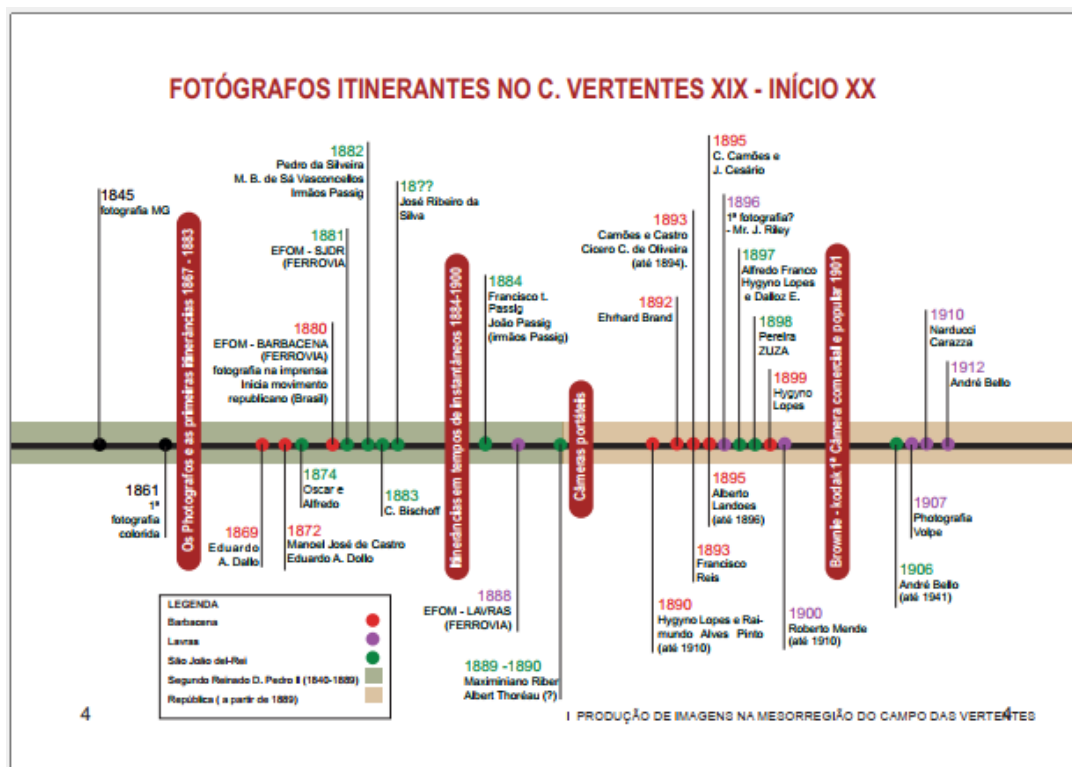 FOTÓGRAFOS ITINERANTES NO C. VERTENTES XIX - INÍCIO XX
1845
fotografia MG
1861
1ª
fotografia
colorida
Os Photografos e as primeiras itinerâncias 1867 - 1883
1869
Eduardo
A. Dallo
1872
Manoel José de Castro
Eduardo A. Dollo
1874
Oscar e
Alfredo
1880
EFOM - BARBACENA
(FERROVIA)
fotografia na imprensa
Inicia movimento
republicano (Brasil)
1881
EFOM - SJDR
(FERROVIA
1882
Pedro da Silveira
M. B. de Sá Vasconcellos
Irmãos Passig
1883
C. Bischoff
18??
José Ribeiro da
Silva
Itinerâncias em tempos de instantâneos 1884-1900
1884
Francisco t.
Passig
João Passig
(irmãos Passig)
1888
EFOM - LAVRAS
(FERROVIA)
1889 -1890
Maximiniano Riber
Albert Thoréau (?)
Câmeras portáteis
1890
Hygyno Lopes e Rai-
mundo Alves Pinto
(até 1910)
1892
Ehrhard Brand
1893
Camões e Castro
Cicero C. de Oliveira
(até 1894).
1893
Francisco
Reis
1895
C. Camões e
J. Cesário
1895
Alberto
Landoes
(até 1896)
1896
1ª fotografia?
- Mr. J. Riley
1897
Alfredo Franco
Hygyno Lopes
e Dalloz E.
1898
Pereira
ZUZA
1899
Hygyno
Lopes
1900
Roberto Mende
(até 1910)
Brownie - kodak 1ª Câmera comercial e popular 1901
1906
André Bello
(até 1941)
1907
Photografia
Volpe
1910
Narducci
Carazza
1912
André Bello
LEGENDA
Barbacena
Lavras
São João del-Rei
Segundo Reinado D. Pedro II (1840-1889)
República ( a partir de 1889)
4
I PRODUÇÃO DE IMAGENS NA MESORREGIÃO DO CAMPO DAS VERTENTES
4